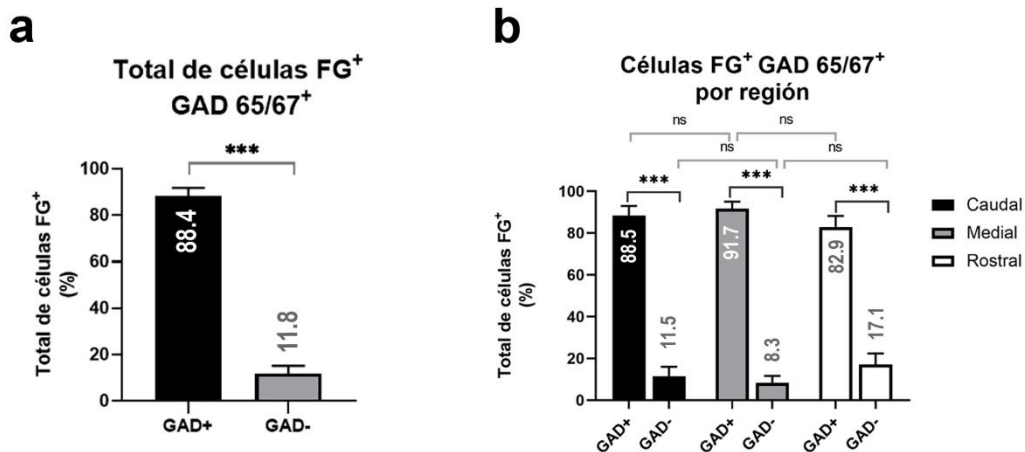 a
Total de células FG+
GAD 65/67+
***
Total de células FG+
(%)
100
80
60
40
20
0
88.4
11.8
GAD+
GAD-
b
Células FG+ GAD 65/67+
por región
ns
ns
ns
ns
***
***
***
Total de células FG+
(%)
100
80
60
40
20
0
88.5
11.5
91.7
8.3
82.9
17.1
GAD+
GAD-
GAD+
GAD-
GAD+
GAD-
Caudal
Medial
Rostral